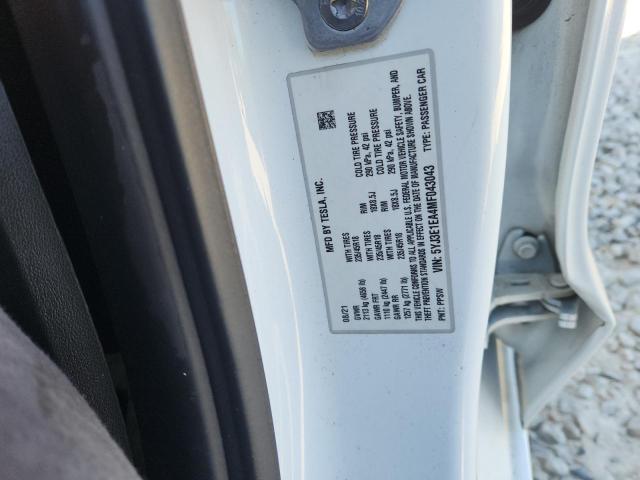 MFD BY TESLA, INC.
08/21
GVWR
2113 kg (4658 lb) WITH TIRES 235/45R18 RIM 18X8.5J COLD TIRE PRESSURE 290 kPa, 42 psi
GAWR FRT
1110 kg (2447 lb) WITH TIRES 235/45R18 RIM 18X8.5J COLD TIRE PRESSURE 290 kPa, 42 psi
GAWR RR
1257 kg (2771 lb)
THIS VEHICLE CONFORMS TO ALL APPLICABLE U.S. FEDERAL MOTOR VEHICLE SAFETY, BUMPER, AND
THEFT PREVENTION STANDARDS IN EFFECT ON THE DATE OF MANUFACTURE SHOWN ABOVE.
PNT: PPSW VIN: 5YJ3E1EA4MF043043 TYPE: PASSENGER CAR